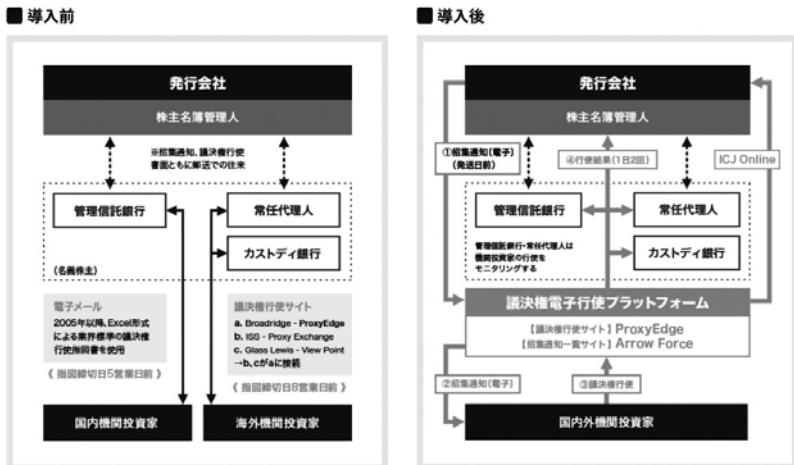 ■ 導入前
発行会社
株主名簿管理人
※招集通知、議決権行使
書面ともに郵送での往来
管理信託銀行
常任代理人
カストディ銀行
(名義株主)
電子メール
2005年以降、Excel形式
による業界標準の議決権
行使指図書を使用
《 指図締切日5営業日前 》
議決権行使サイト
a. Broadridge - ProxyEdge
b. ISS - Proxy Exchange
c. Glass Lewis - View Point
→b, cがaに接続
《 指図締切日8営業日前 》
国内機関投資家
海外機関投資家
■ 導入後
発行会社
株主名簿管理人
①招集通知(電子)
(発送日前)
④行使結果(1日2回)
ICJ Online
管理信託銀行
常任代理人
管理信託銀行・常任代理人は
機関投資家の行使を
モニタリングする
カストディ銀行
議決権電子行使プラットフォーム
【議決権行使サイト】ProxyEdge
【招集通知一覧サイト】Arrow Force
②招集通知(電子)
③議決権行使
国内外機関投資家